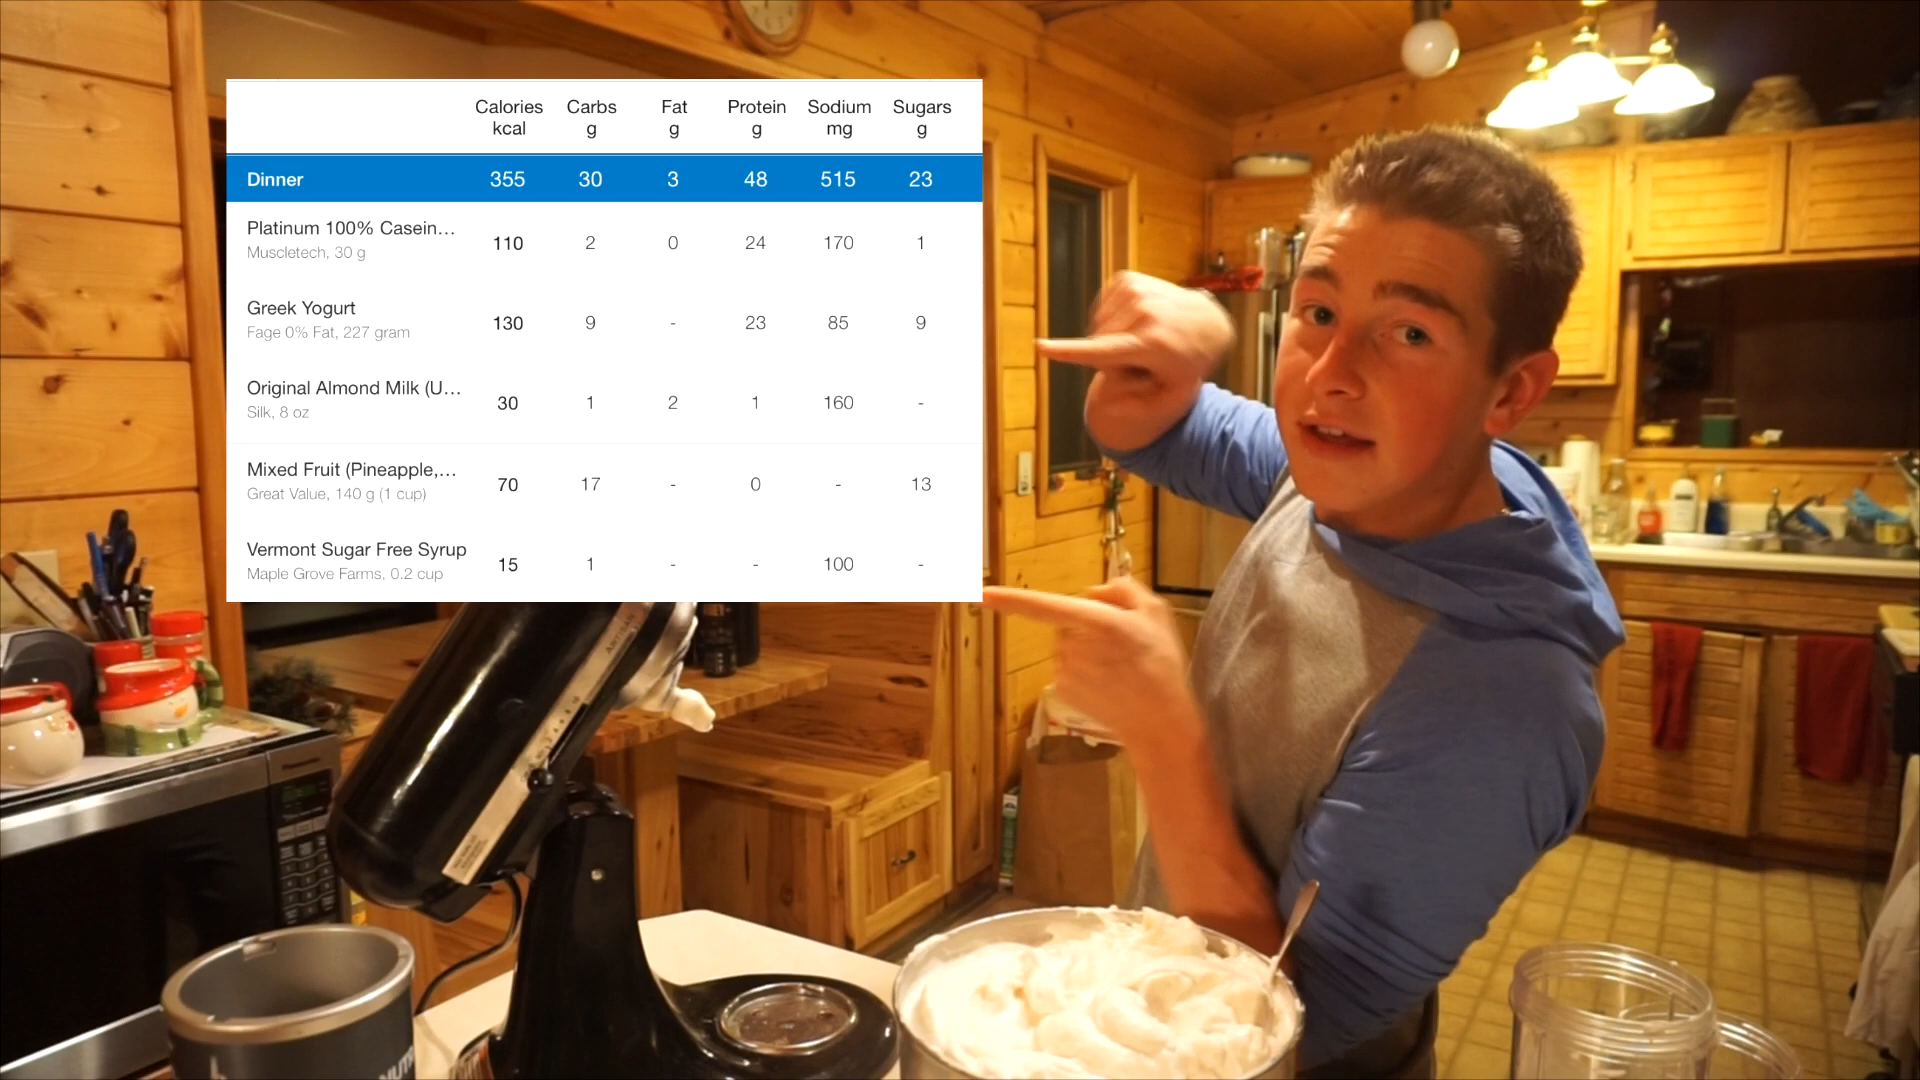 Calories Carbs Fat Protein Sodium Sugars
kcal g g g mg g
Dinner 355 30 3 48 515 23
Platinum 100% Casein…
Muscletech, 30 g
110 2 0 24 170 1
Greek Yogurt
Fage 0% Fat, 227 gram
130 9 - 23 85 9
Original Almond Milk (U…
Silk, 8 oz
30 1 2 1 160 -
Mixed Fruit (Pineapple,…
Great Value, 140 g (1 cup)
70 17 - 0 - 13
Vermont Sugar Free Syrup
Maple Grove Farms, 0.2 cup
15 1 - - 100 -
ARTISAN
Panasonic